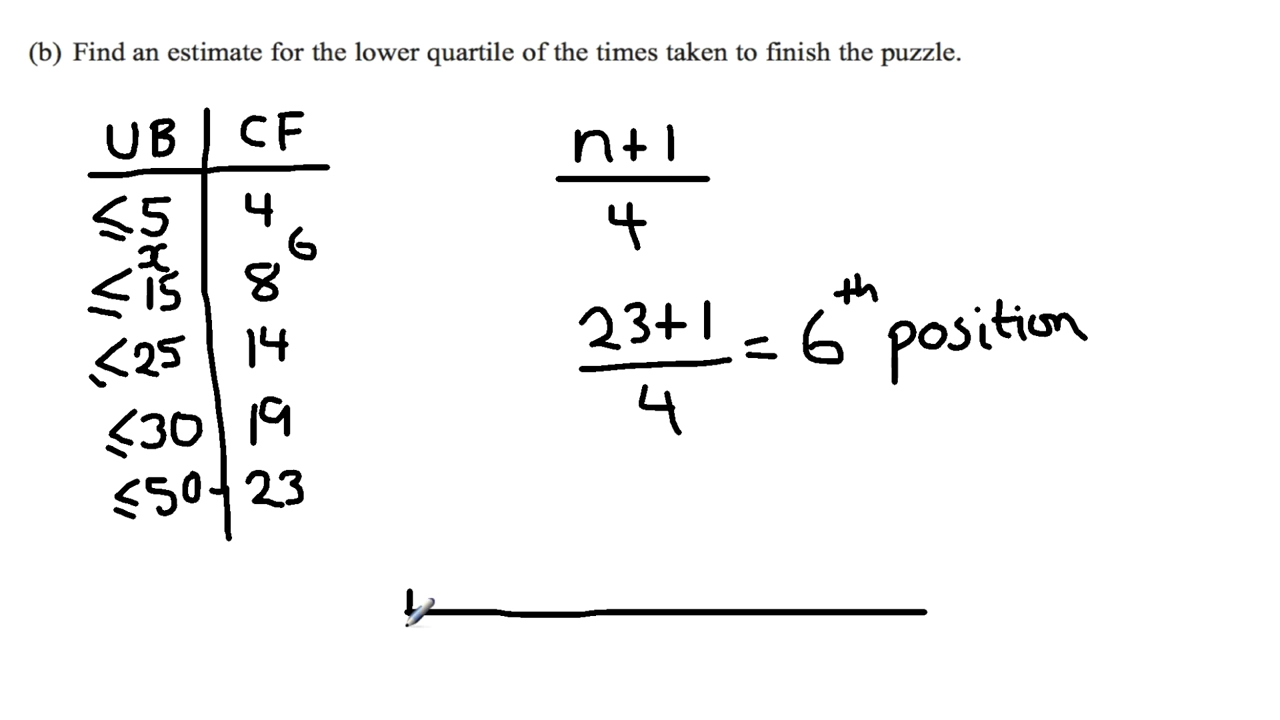 (b) Find an estimate for the lower quartile of the times taken to finish the puzzle.
UB CF
≤5 4
x 6
≤15 8
≤25 14
≤30 19
≤50 23
n+1
4
23+1
4
= 6th position